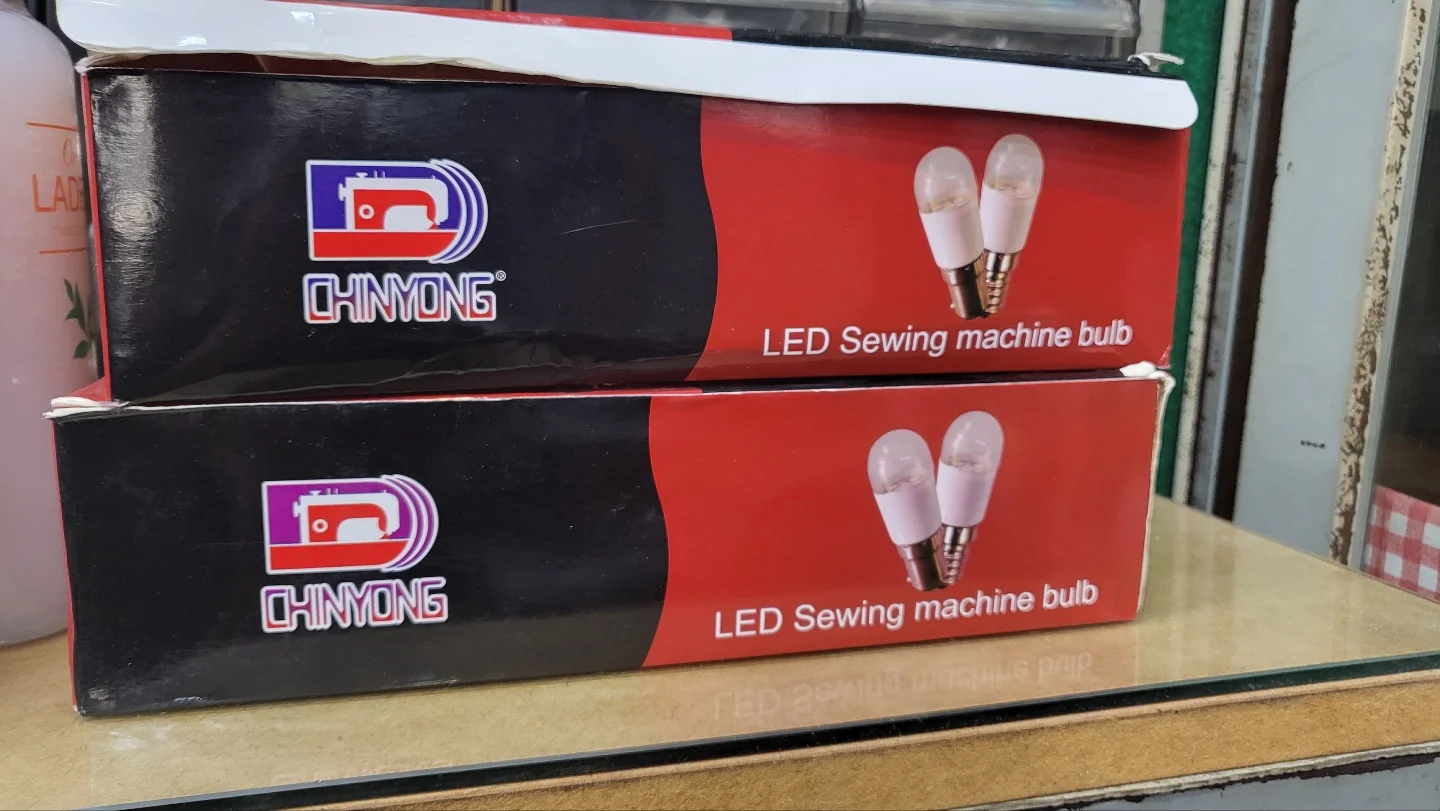 CHINYONG®
LED Sewing machine bulb
CHINYONG
LED Sewing machine bulb